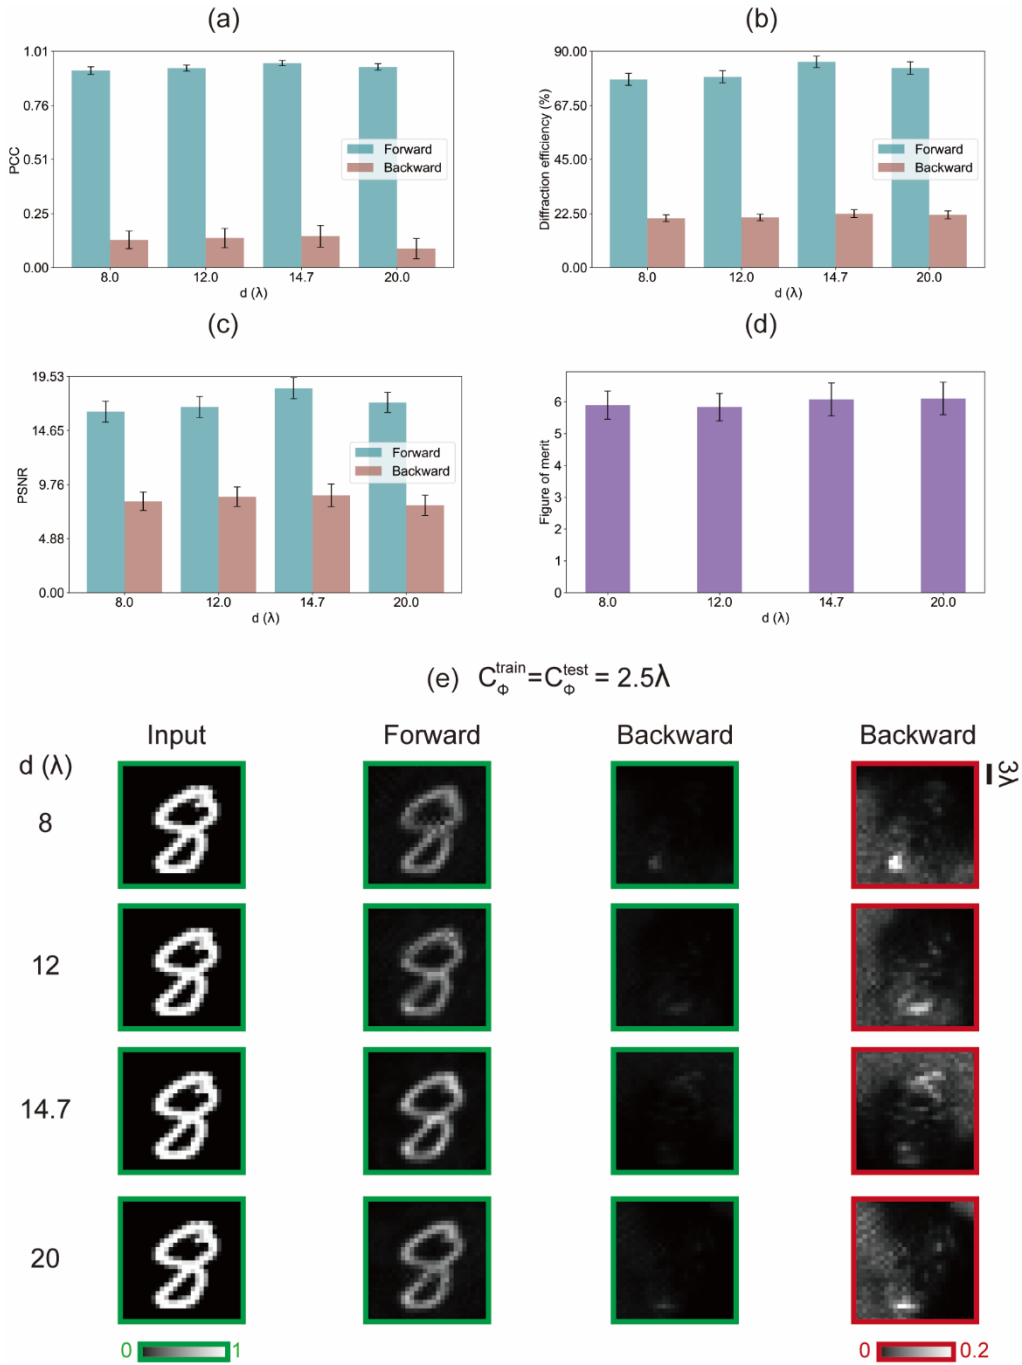 (a)
1.01
0.76
0.51
0.25
0.00
PCC
Forward
Backward
8.0 12.0 14.7 20.0
d (λ)
(b)
90.00
67.50
45.00
22.50
0.00
Diffraction efficiency (%)
Forward
Backward
8.0 12.0 14.7 20.0
d (λ)
(c)
19.53
14.65
9.76
4.88
0.00
PSNR
Forward
Backward
8.0 12.0 14.7 20.0
d (λ)
(d)
6
5
4
3
2
1
0
Figure of merit
8.0 12.0 14.7 20.0
d (λ)
(e) C_Φ^train = C_Φ^test = 2.5λ
Input Forward Backward Backward
d (λ)
3λ
8
12
14.7
20
0 1
0 0.2